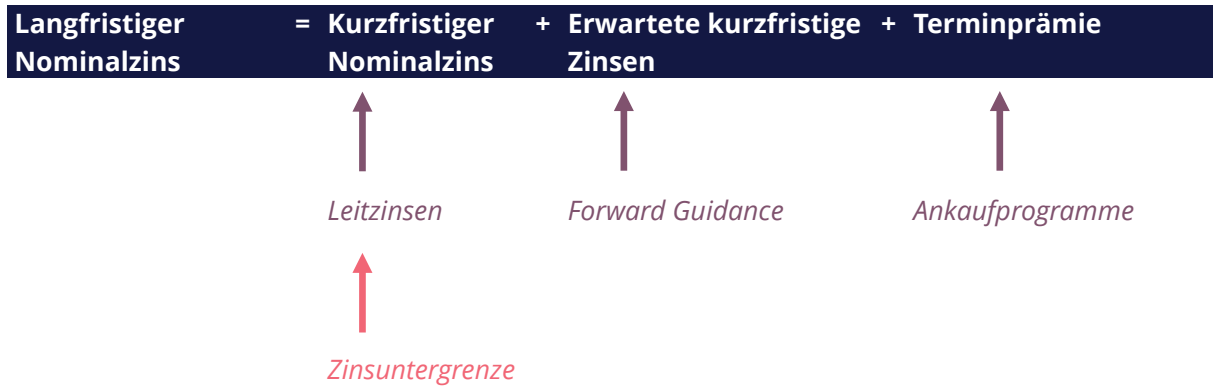 Langfristiger = Kurzfristiger + Erwartete kurzfristige + Terminprämie
Nominalzins Nominalzins Zinsen
Leitzinsen Forward Guidance Ankaufprogramme
Zinsuntergrenze